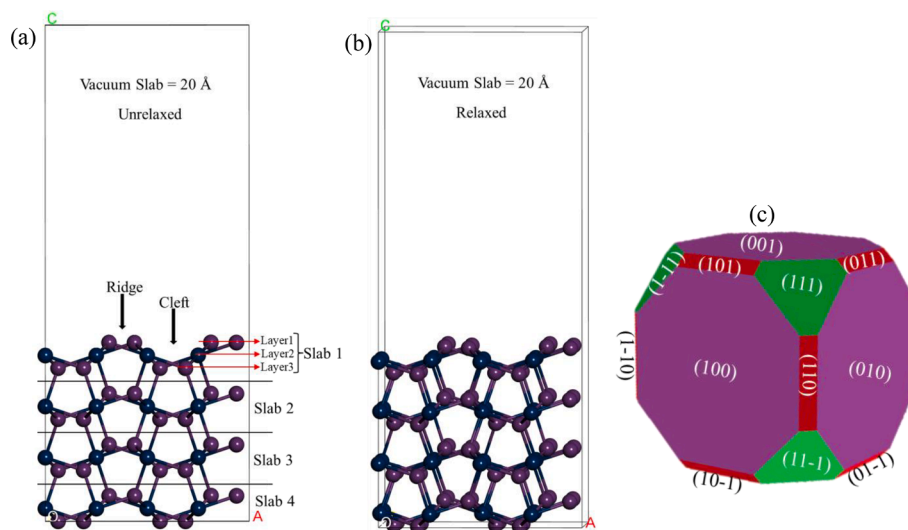 (a)
C
Vacuum Slab = 20 Å
Unrelaxed
Ridge
Cleft
Layer1
Layer2
Layer3
Slab 1
Slab 2
Slab 3
Slab 4
A
(b)
C
Vacuum Slab = 20 Å
Relaxed
A
(c)
(001)
(1-11)
(101)
(111)
(011)
(1-10)
(100)
(110)
(010)
(10-1)
(11-1)
(01-1)